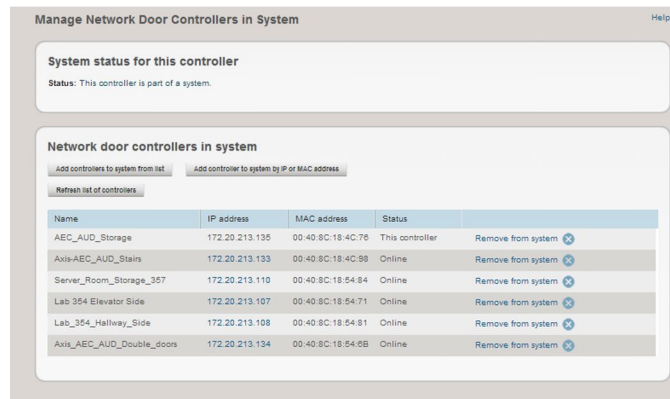 Manage Network Door Controllers in System
Help
System status for this controller
Status: This controller is part of a system.
Network door controllers in system
Add controllers to system from list Add controller to system by IP or MAC address
Refresh list of controllers
Name IP address MAC address Status
AEC_AUD_Storage 172.20.213.135 00:40:8C:18:4C:76 This controller Remove from system
Axis-AEC_AUD_Stairs 172.20.213.133 00:40:8C:18:4C:98 Online Remove from system
Server_Room_Storage_357 172.20.213.110 00:40:8C:18:54:84 Online Remove from system
Lab 354 Elevator Side 172.20.213.107 00:40:8C:18:54:71 Online Remove from system
Lab_354_Hallway_Side 172.20.213.108 00:40:8C:18:54:81 Online Remove from system
Axis_AEC_AUD_Double_doors 172.20.213.134 00:40:8C:18:54:6B Online Remove from system